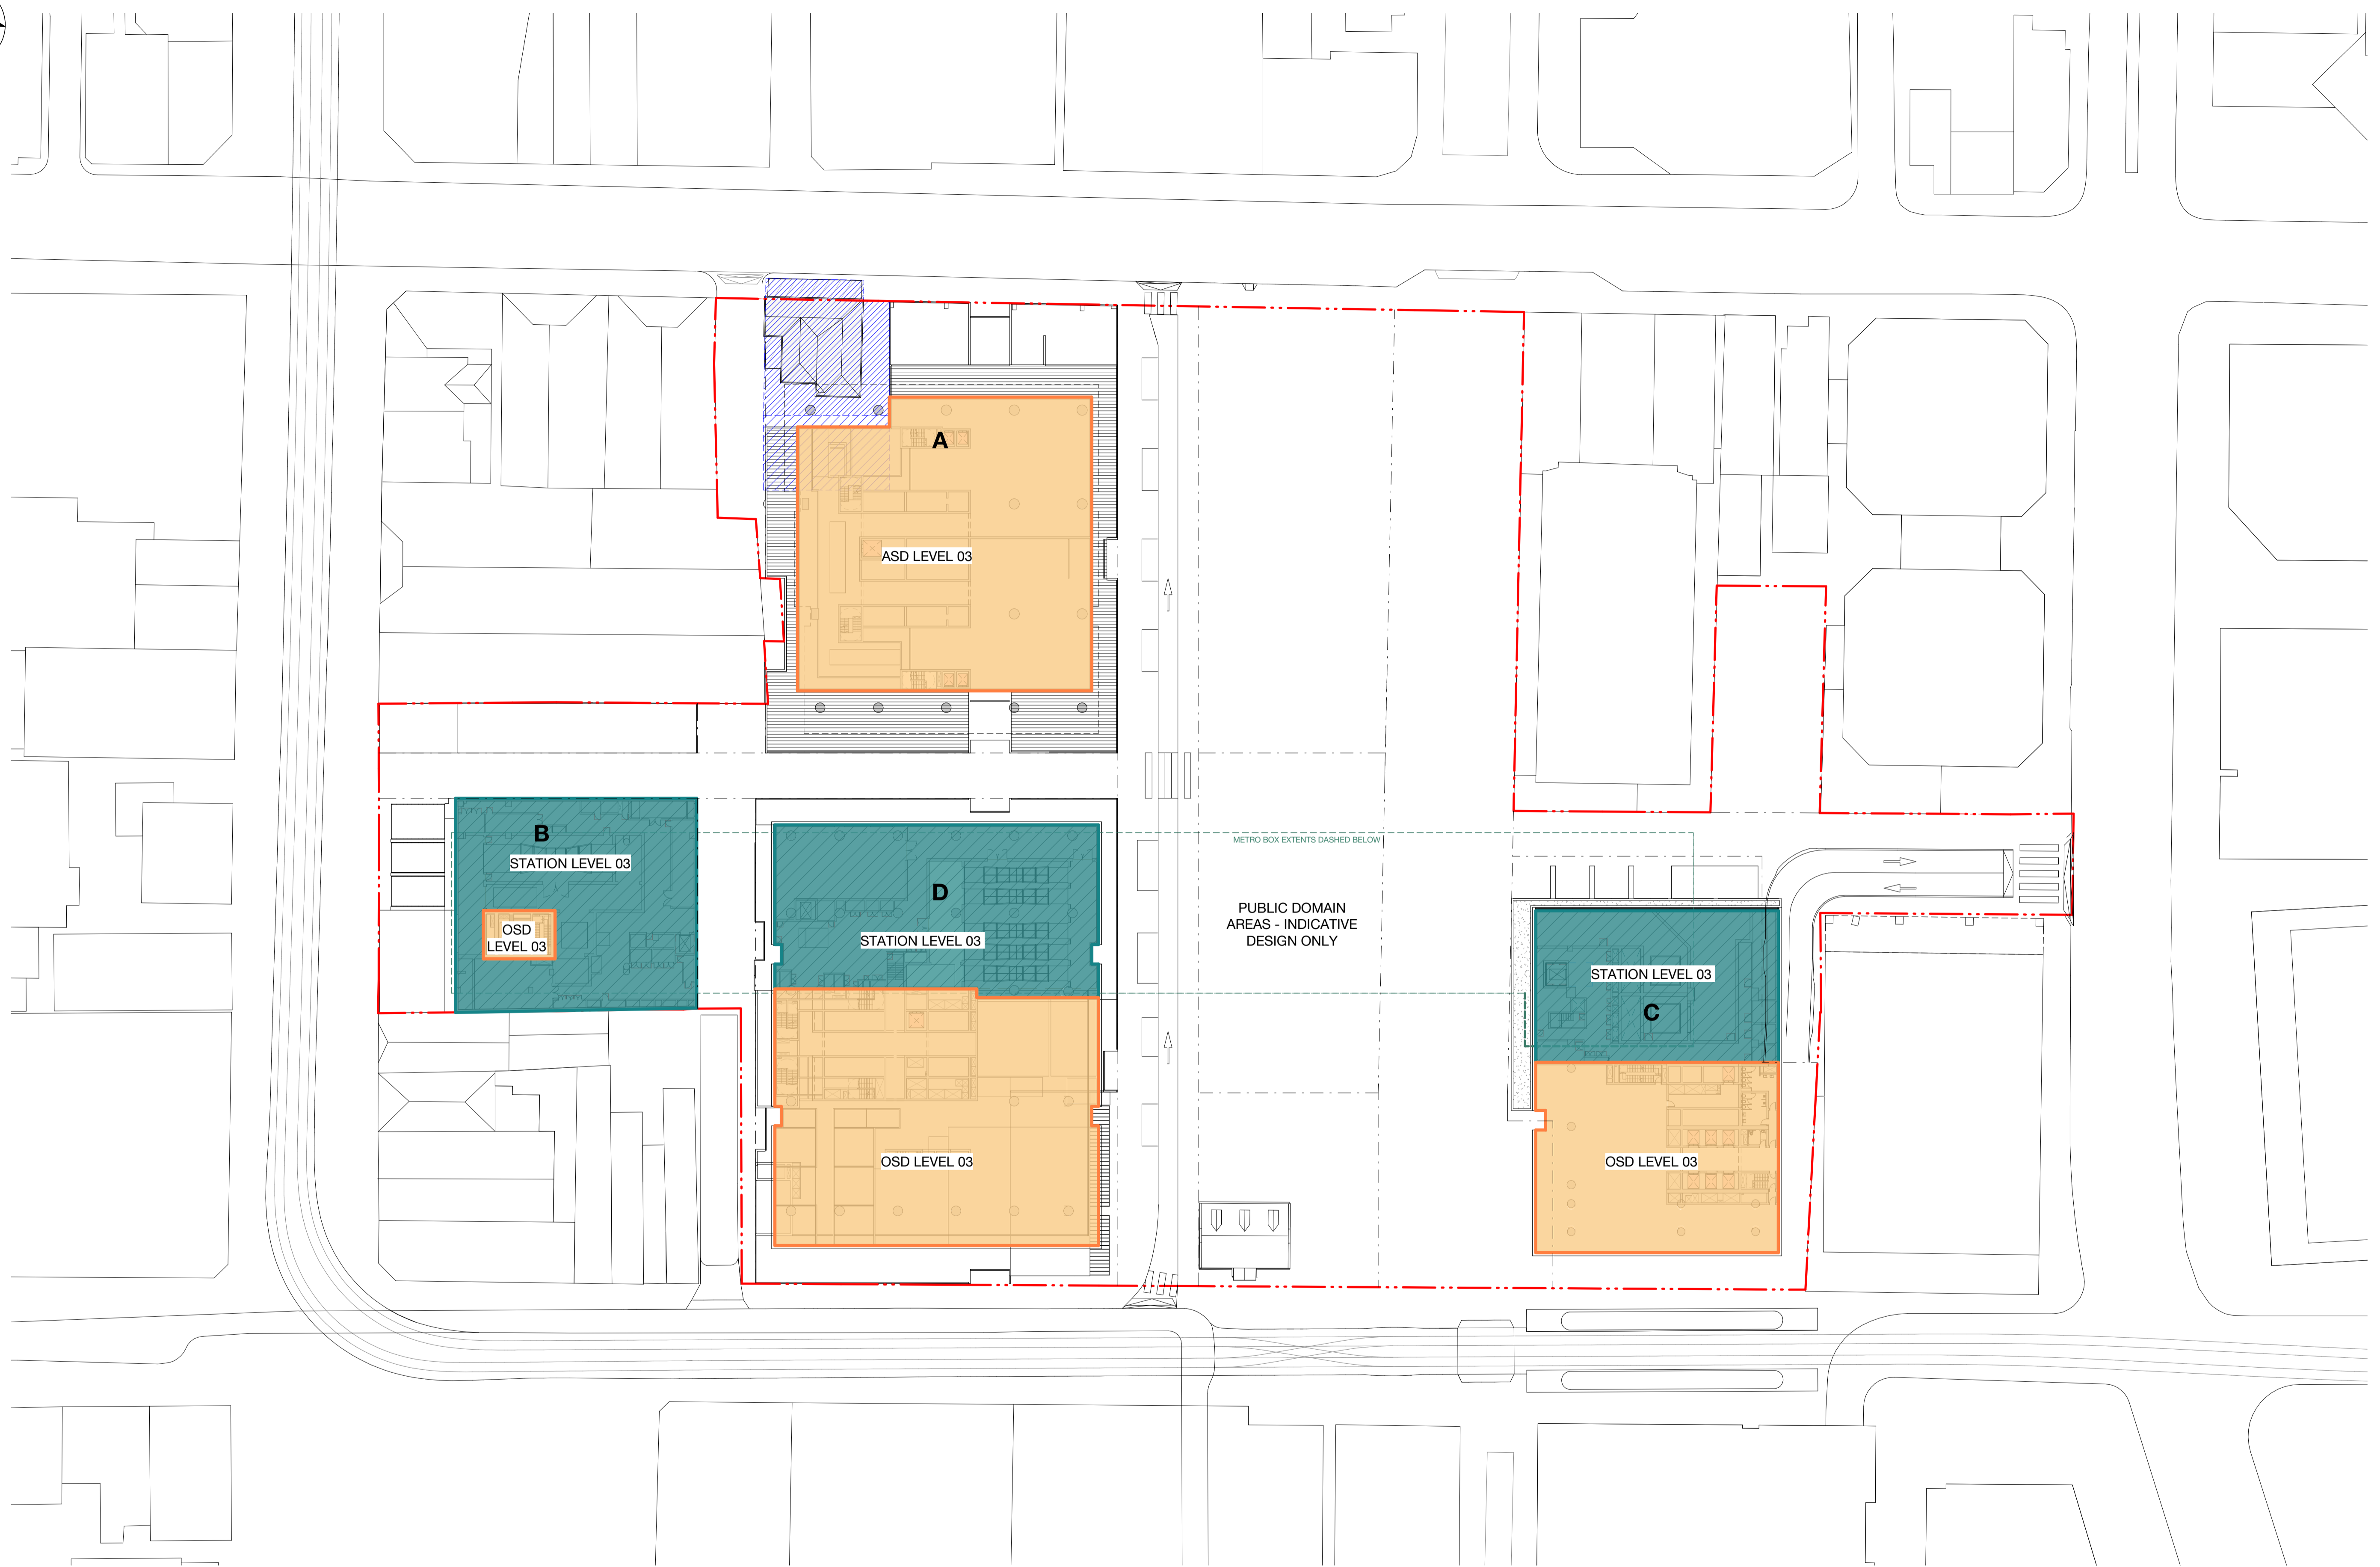 A
ASD LEVEL 03
B
STATION LEVEL 03
OSD
LEVEL 03
D
STATION LEVEL 03
OSD LEVEL 03
METRO BOX EXTENTS DASHED BELOW
PUBLIC DOMAIN
AREAS - INDICATIVE
DESIGN ONLY
STATION LEVEL 03
C
OSD LEVEL 03